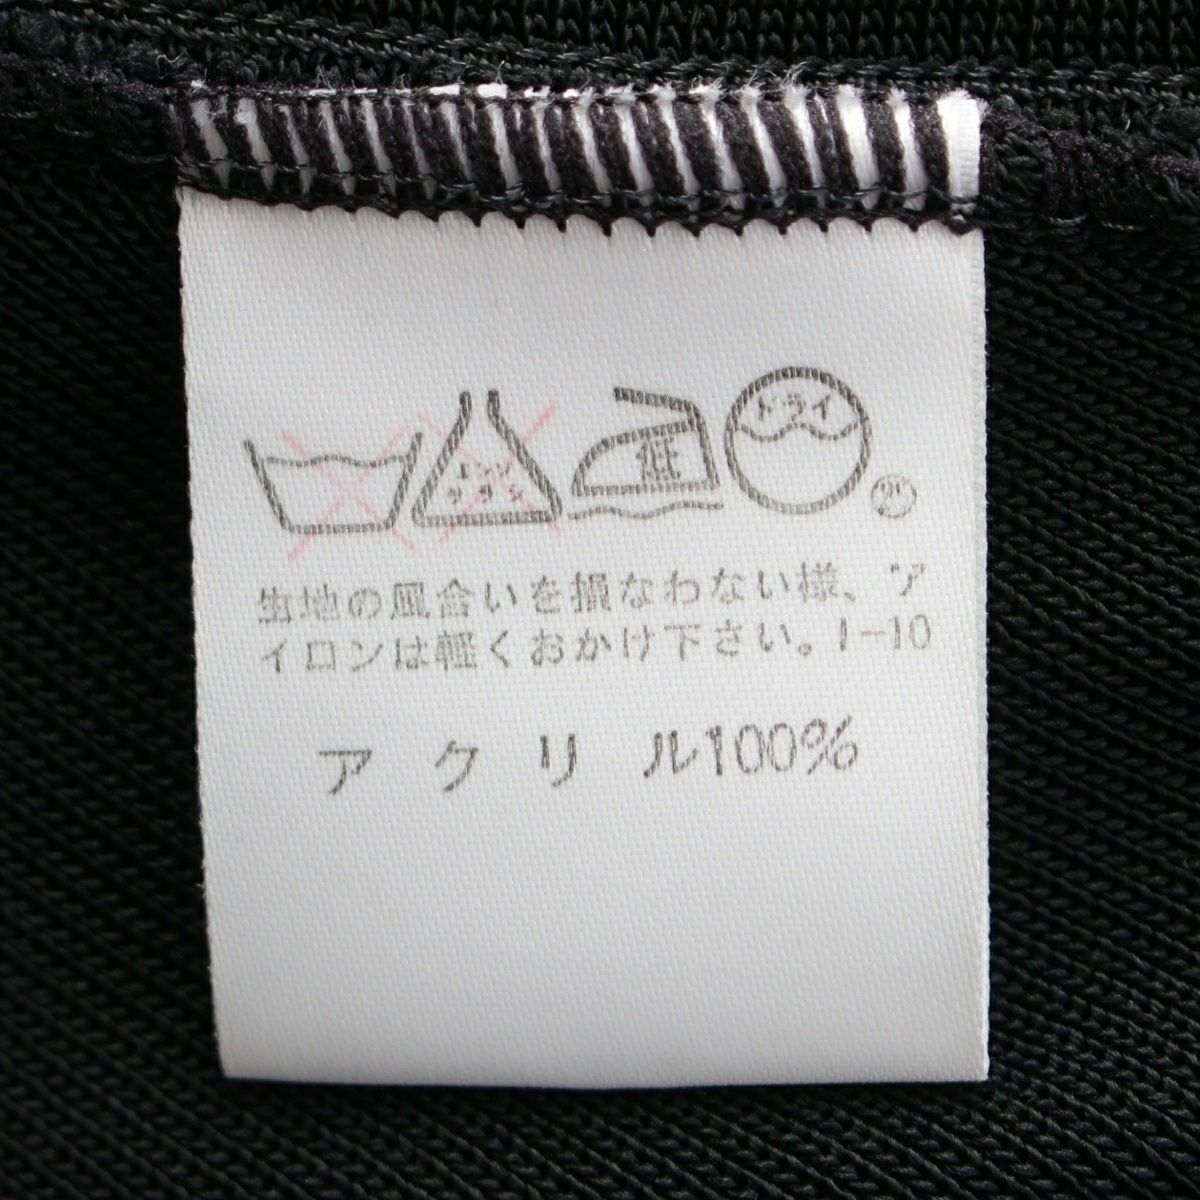 エンソ
サラシ
低
ドライ
生地の風合いを損なわない様、ア
イロンは軽くおかけ下さい。1-10
アクリル100%